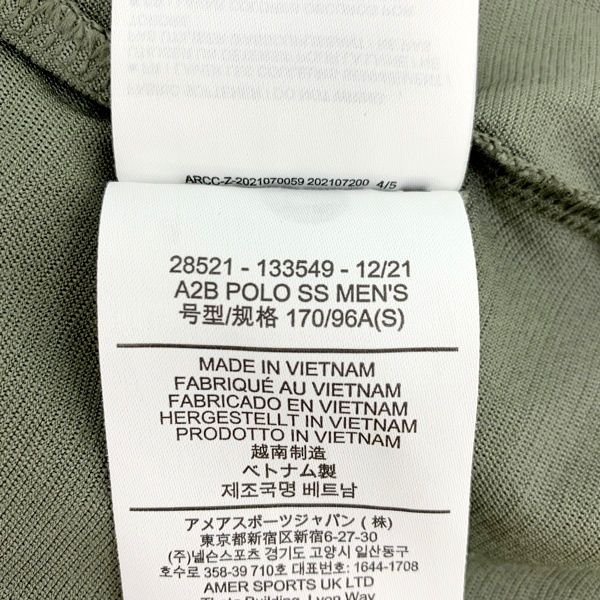 ARCC-Z-2021070059 202107200 4/5
28521 - 133549 - 12/21
A2B POLO SS MEN'S
号型/规格 170/96A(S)
MADE IN VIETNAM
FABRIQUÉ AU VIETNAM
FABRICADO EN VIETNAM
HERGESTELLT IN VIETNAM
PRODOTTO IN VIETNAM
越南制造
ベトナム製
제조국명 베트남
アメアスポーツジャパン (株)
東京都新宿区新宿6-27-30
(주)넬슨스포츠 경기도 고양시 일산동구
호수로 358-39 710호 대표번호: 1644-1708
AMER SPORTS UK LTD
Theta Building, Lyon Way